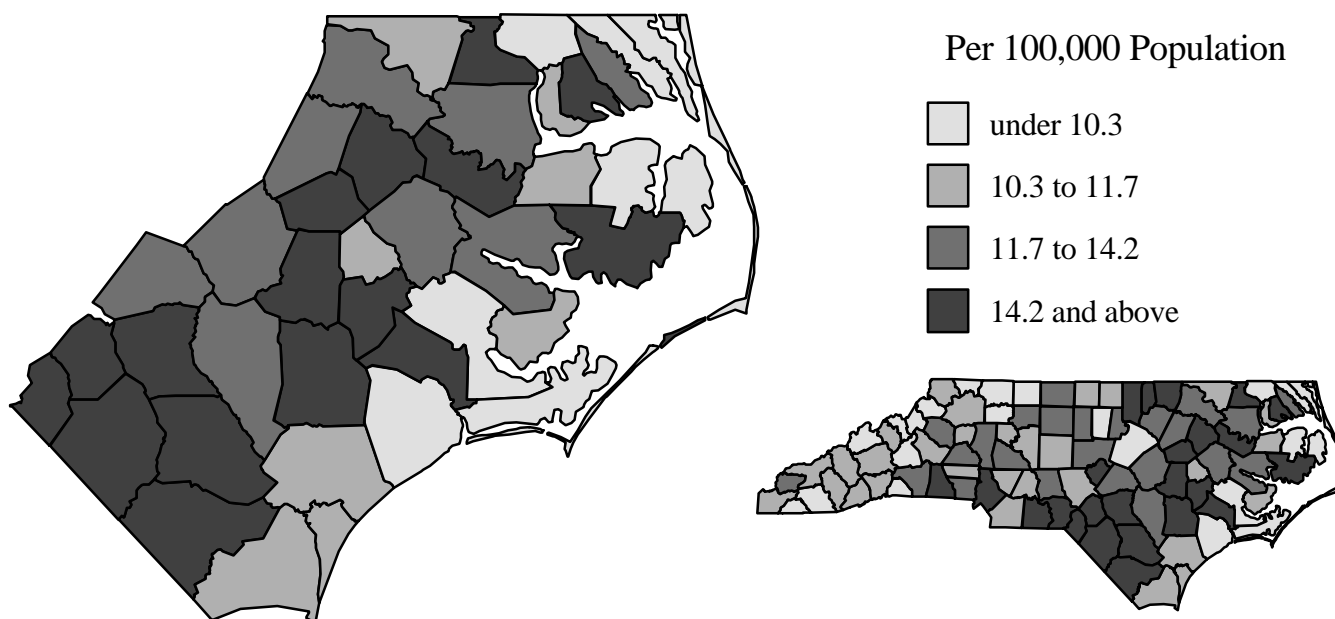 Per 100,000 Population
under 10.3
10.3 to 11.7
11.7 to 14.2
14.2 and above